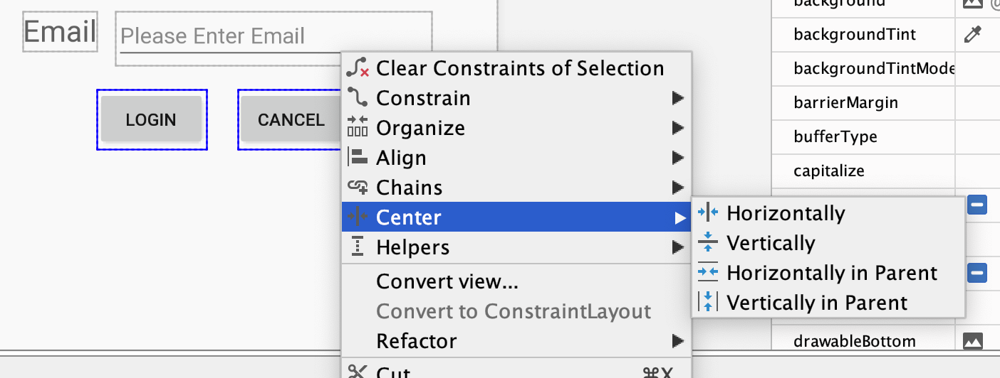 background
Email
Please Enter Email
backgroundTint
backgroundTintMode
barrierMargin
bufferType
capitalize
LOGIN
CANCEL
Clear Constraints of Selection
Constrain
Organize
Align
Chains
Center
Helpers
Convert view...
Convert to ConstraintLayout
Refactor
Cut
⌘X
Horizontally
Vertically
Horizontally in Parent
Vertically in Parent
drawableBottom